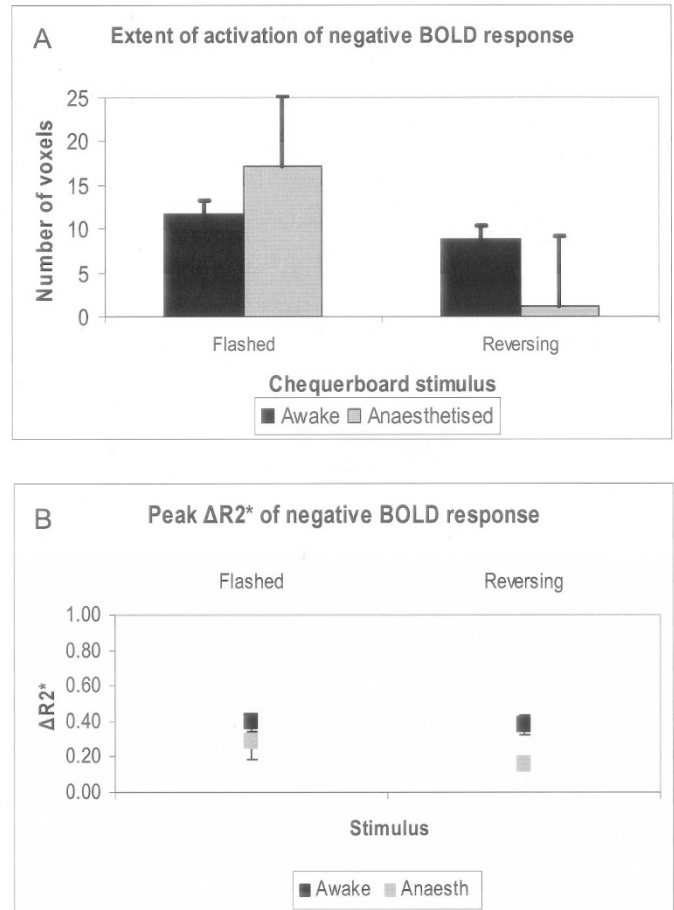 A
Extent of activation of negative BOLD response
Number of voxels
25
20
15
10
5
0
Flashed Reversing
Chequerboard stimulus
Awake Anaesthetised
B
Peak ΔR2* of negative BOLD response
Flashed Reversing
ΔR2*
1.00
0.80
0.60
0.40
0.20
0.00
Stimulus
Awake Anaesth